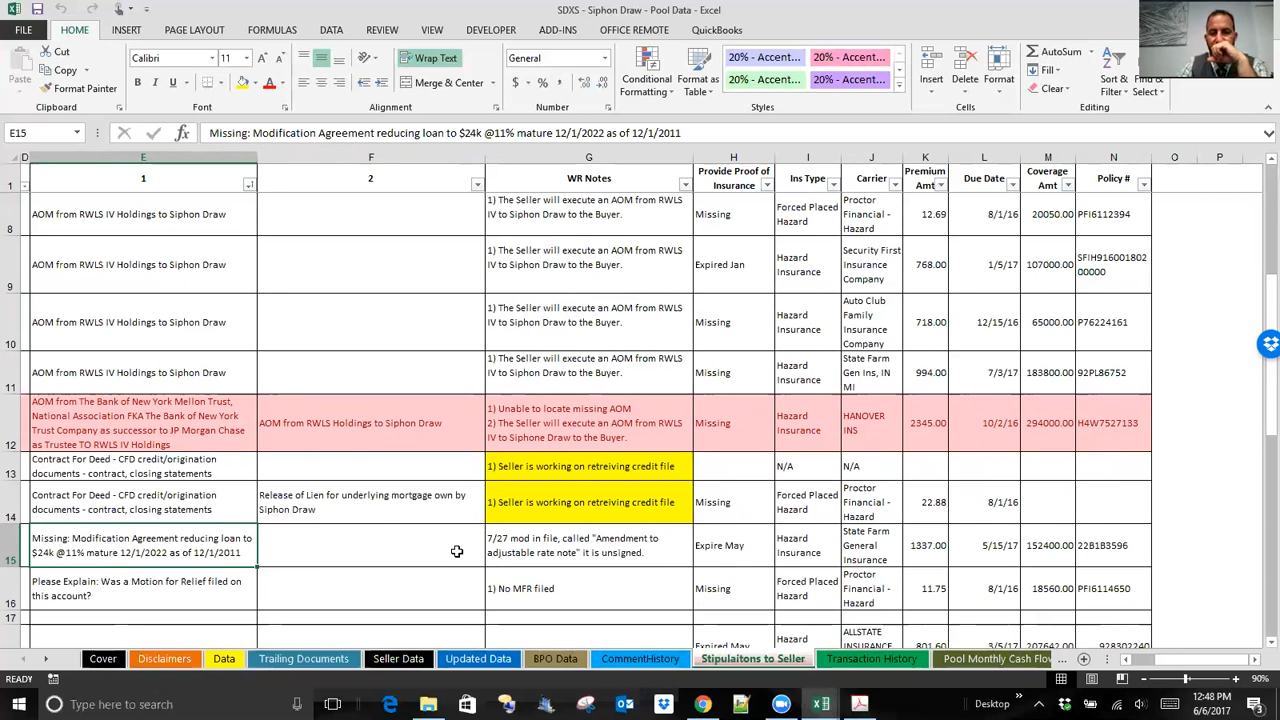 SDXS - Siphon Draw - Pool Data - Excel
FILE HOME INSERT PAGE LAYOUT FORMULAS DATA REVIEW VIEW DEVELOPER ADD-INS OFFICE REMOTE QuickBooks
Paste
Cut
Copy
Format Painter
Clipboard
Calibri 11
B I U
Font
Wrap Text
Merge & Center
Alignment
General
$ % ,
Number
Conditional Formatting
Format as Table
20% - Accent... 20% - Accent...
20% - Accent... 20% - Accent...
Styles
Insert Delete Format
Cells
AutoSum
Fill
Clear
Sort & Filter
Find & Select
Editing
E15 fx Missing: Modification Agreement reducing loan to $24k @11% mature 12/1/2022 as of 12/1/2011
D E F G H I J K L M N O P
1 1 2 WR Notes Provide Proof of Insurance Ins Type Carrier Premium Amt Due Date Coverage Amt Policy #
8 AOM from RWLS IV Holdings to Siphon Draw 1) The Seller will execute an AOM from RWLS IV to Siphon Draw to the Buyer. Missing Forced Placed Hazard Proctor Financial - Hazard 12.69 8/1/16 20050.00 PFI6112394
9 AOM from RWLS IV Holdings to Siphon Draw 1) The Seller will execute an AOM from RWLS IV to Siphon Draw to the Buyer. Expired Jan Hazard Insurance Security First Insurance Company 768.00 1/5/17 107000.00 SFIH91600180200000
10 AOM from RWLS IV Holdings to Siphon Draw 1) The Seller will execute an AOM from RWLS IV to Siphon Draw to the Buyer. Missing Hazard Insurance Auto Club Family Insurance Company 718.00 12/15/16 65000.00 P76224161
11 AOM from RWLS IV Holdings to Siphon Draw 1) The Seller will execute an AOM from RWLS IV to Siphon Draw to the Buyer. Missing Hazard Insurance State Farm Gen Ins, IN MI 994.00 7/3/17 183800.00 92PL86752
12 AOM from The Bank of New York Mellon Trust, National Association FKA The Bank of New York Trust Company as successor to JP Morgan Chase as Trustee TO RWLS IV Holdings AOM from RWLS IV Holdings to Siphon Draw 1) Unable to locate missing AOM 2) The Seller will execute an AOM from RWLS IV to Siphone Draw to the Buyer. Missing Hazard Insurance HANOVER INS 2345.00 10/2/16 294000.00 H4W7527133
13 Contract For Deed - CFD credit/origination documents - contract, closing statements 1) Seller is working on retreiving credit file N/A N/A
14 Contract For Deed - CFD credit/origination documents - contract, closing statements Release of Lien for underlying mortgage own by Siphon Draw 1) Seller is working on retreiving credit file Missing Forced Placed Hazard Proctor Financial - Hazard 22.88 8/1/16
15 Missing: Modification Agreement reducing loan to $24k @11% mature 12/1/2022 as of 12/1/2011 7/27 mod in file, called "Amendment to adjustable rate note" it is unsigned. Expire May Hazard Insurance State Farm General Insurance 1337.00 5/15/17 152400.00 22B1B3596
16 Please Explain: Was a Motion for Relief filed on this account? 1) No MFR filed Missing Forced Placed Hazard Proctor Financial - Hazard 11.75 8/1/16 18560.00 PFI6114650
17
Expired May Hazard ALLSTATE INSURANCE 801.60 3/5/17 207642.00
Cover Disclaimers Data Trailing Documents Seller Data Updated Data BPO Data CommentHistory Stipulaitons to Seller Transaction History Pool Monthly Cash Flow ...
READY 90%
Type here to search
Desktop
12:48 PM
6/6/2017